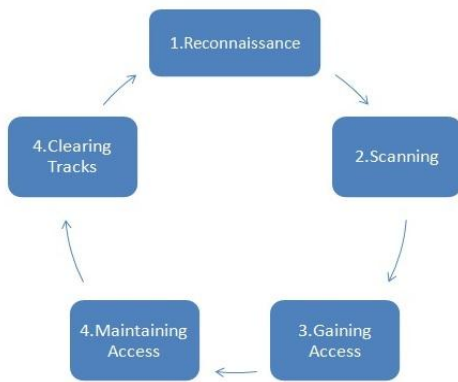 1.Reconnaissance
2.Scanning
3.Gaining
Access
4.Maintaining
Access
4.Clearing
Tracks